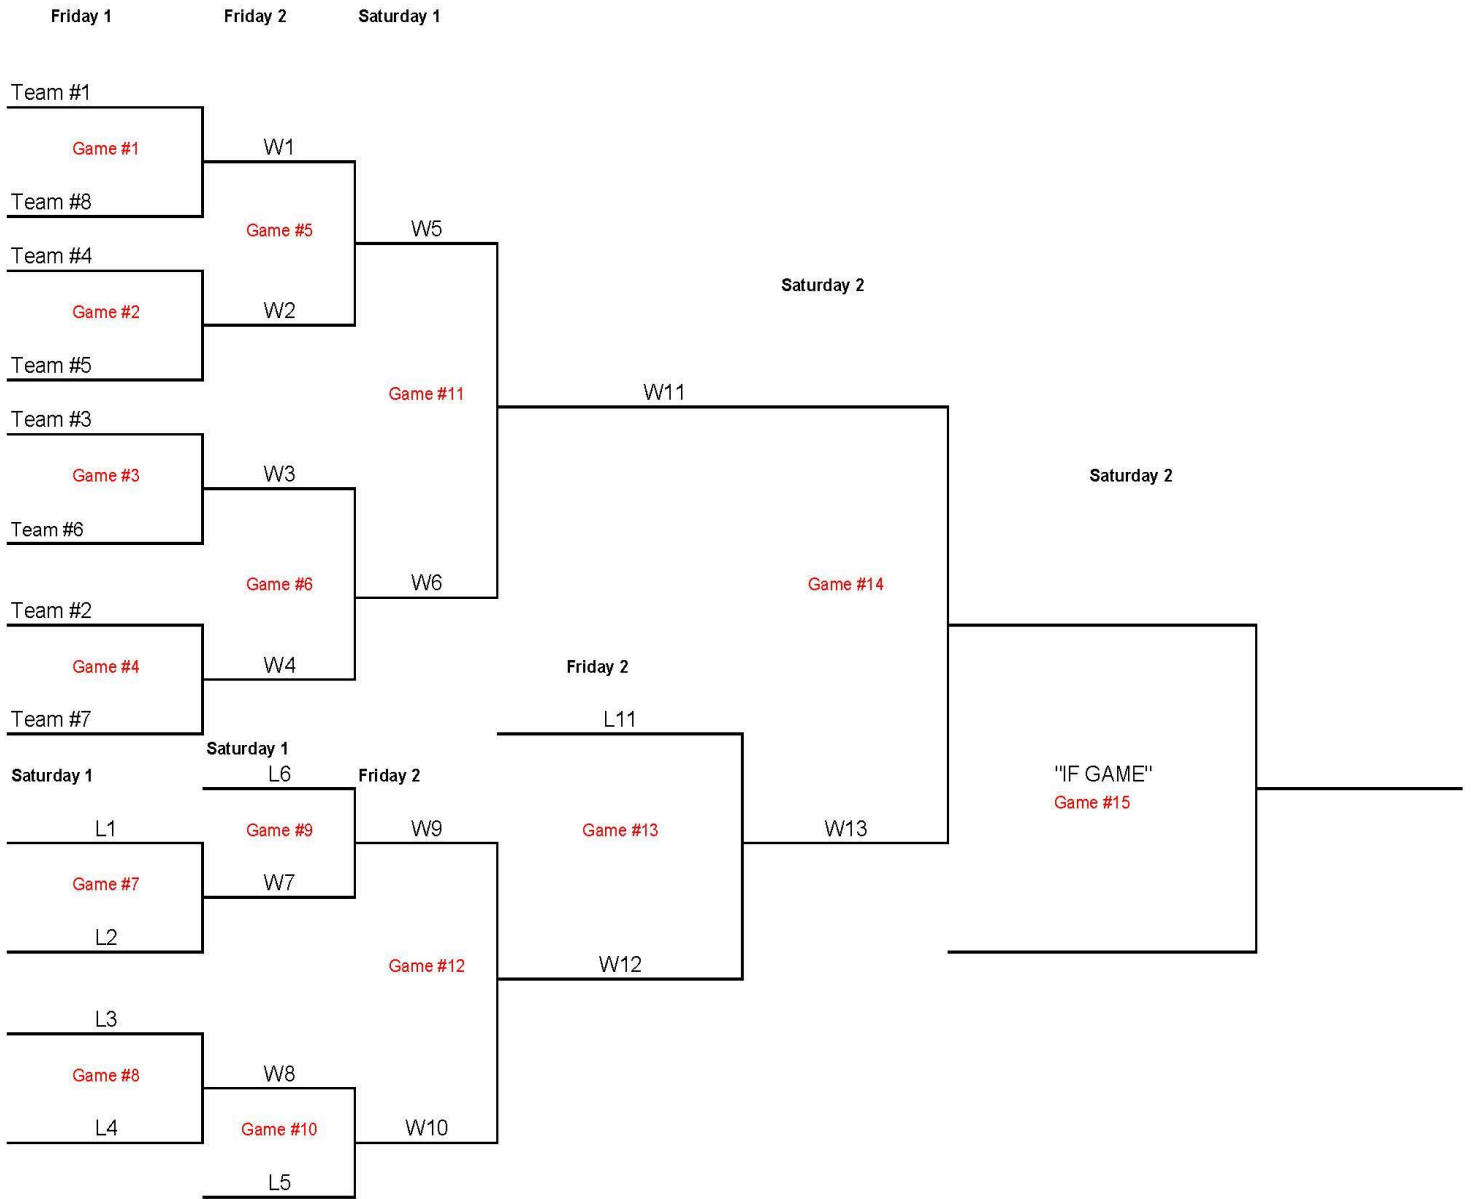 Friday 1
Friday 2
Saturday 1
Team #1
Game #1
W1
Team #8
Game #5
W5
Team #4
Saturday 2
Game #2
W2
Team #5
Game #11
W11
Team #3
Game #3
W3
Saturday 2
Team #6
Game #6
W6
Game #14
Team #2
Game #4
W4
Friday 2
Team #7
L11
Saturday 1
Saturday 1
L6
Friday 2
"IF GAME"
Game #15
L1
Game #9
W9
Game #13
W13
Game #7
W7
L2
Game #12
W12
L3
Game #8
W8
L4
Game #10
W10
L5